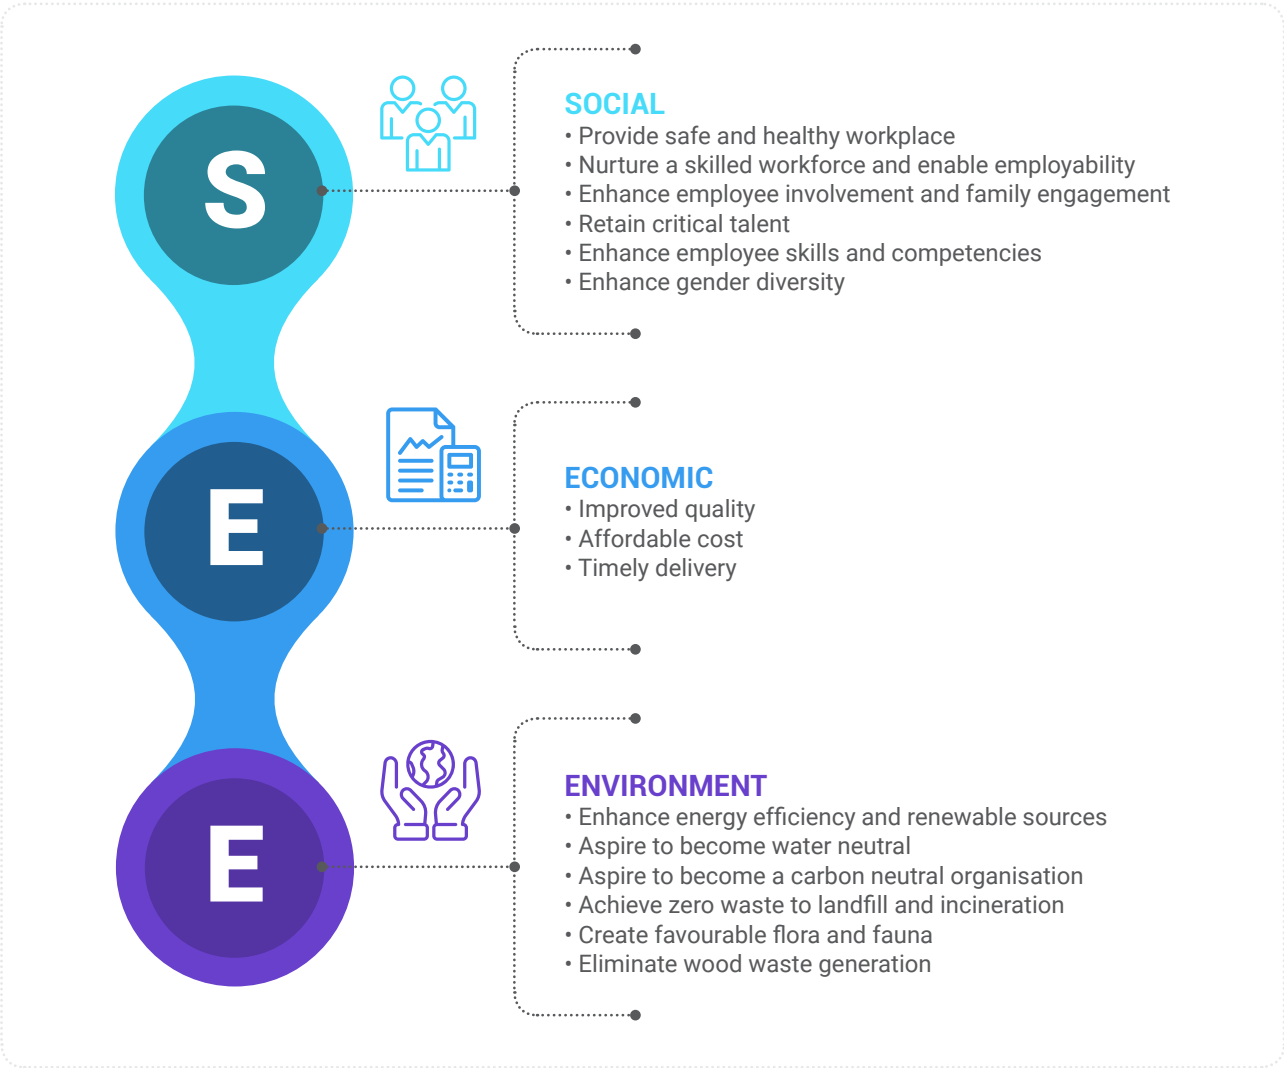 S
SOCIAL
• Provide safe and healthy workplace
• Nurture a skilled workforce and enable employability
• Enhance employee involvement and family engagement
• Retain critical talent
• Enhance employee skills and competencies
• Enhance gender diversity
E
ECONOMIC
• Improved quality
• Affordable cost
• Timely delivery
E
ENVIRONMENT
• Enhance energy efficiency and renewable sources
• Aspire to become water neutral
• Aspire to become a carbon neutral organisation
• Achieve zero waste to landfill and incineration
• Create favourable flora and fauna
• Eliminate wood waste generation